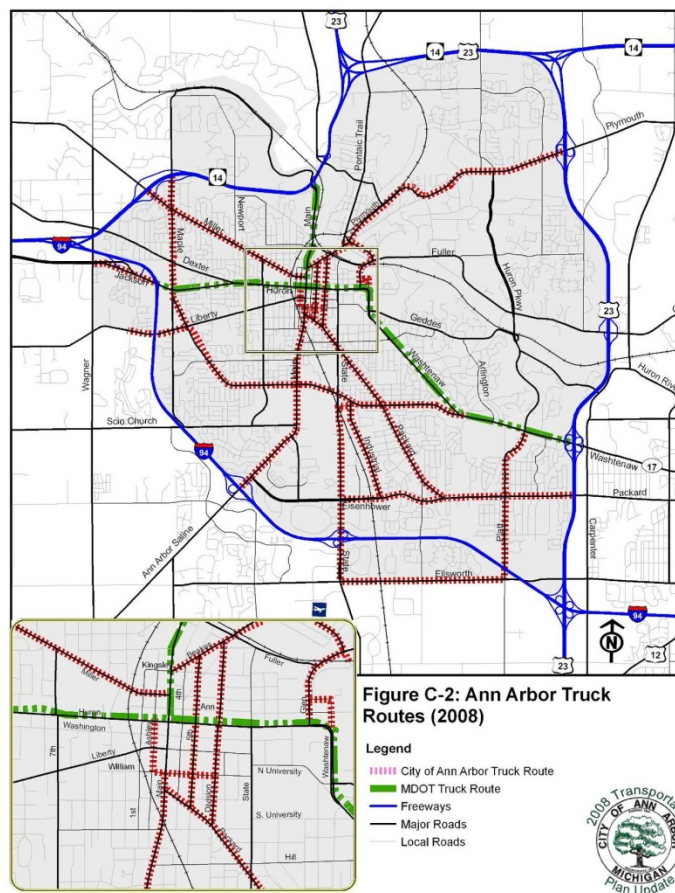 23
14
23
14
Plymouth
Pontaic Trail
14
Main
Plymouth
Newport
Miller
Maple
94
Dexter
Fuller
Huron Pkwy
Jackson
Huron
23
Liberty
Geddes
Washtenaw
Arlington
Wagner
Main
State
Huron River
Scio Church
Industrial
Packard
94
Washtenaw
17
Eisenhower
Packard
Ann Arbor Saline
State
Platt
Carpenter
Ellsworth
94
23
12
N
Kingsley
Beakes
Fuller
Miller
4th
Ann
Glen
Huron
Washington
Ashley
5th
7th
Liberty
William
Main
Division
State
Washtenaw
N University
1st
S. University
Packard
Hill
Figure C-2: Ann Arbor Truck
Routes (2008)
Legend
City of Ann Arbor Truck Route
MDOT Truck Route
Freeways
Major Roads
Local Roads
2008 Transporta
CITY OF ANN ARBOR
MICHIGAN
Plan Update